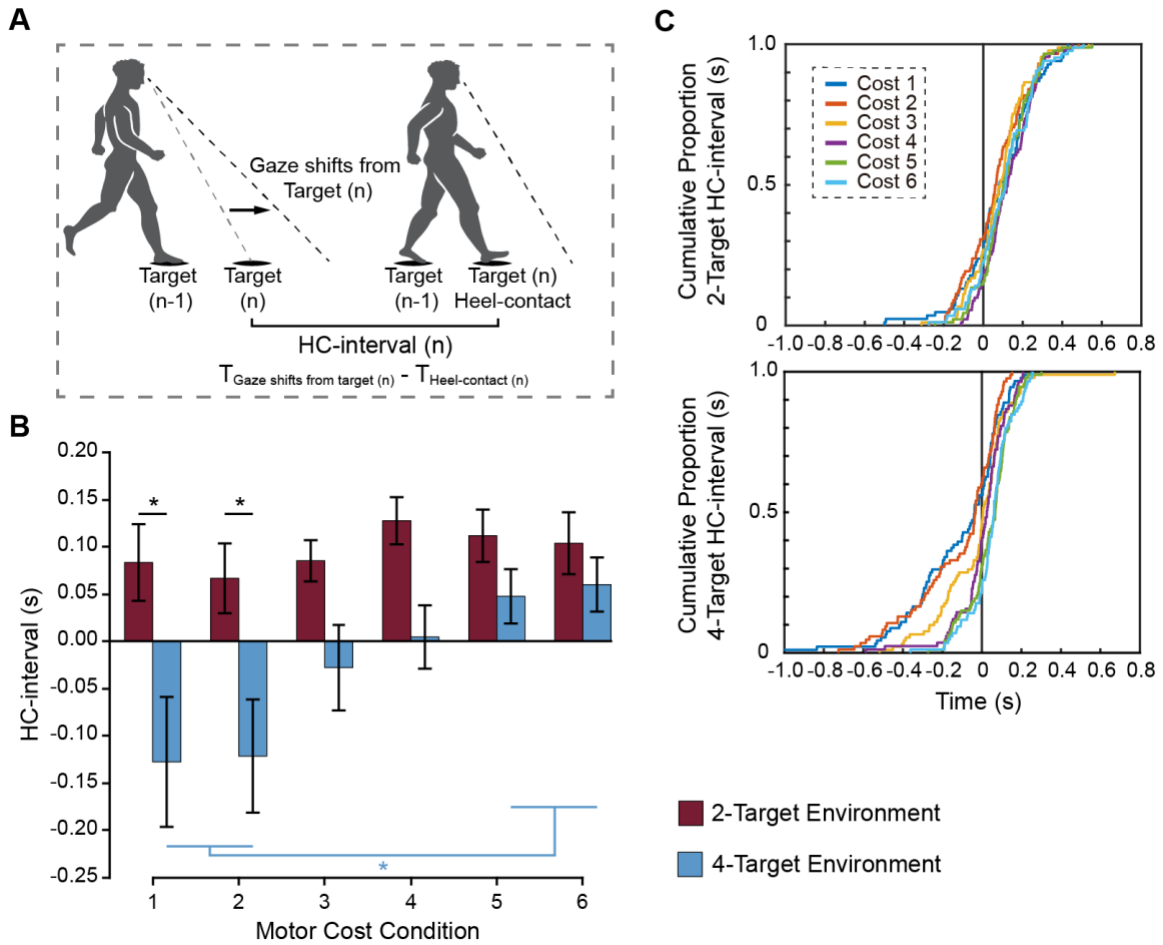 A
Gaze shifts from
Target (n)
Target
(n-1)
Target
(n)
Target
(n-1)
Target (n)
Heel-contact
HC-interval (n)
TGaze shifts from target (n) - THeel-contact (n)
B
HC-interval (s)
0.20
0.15
0.10
0.05
0.00
-0.05
-0.10
-0.15
-0.20
-0.25
*
*
*
1 2 3 4 5 6
Motor Cost Condition
C
Cumulative Proportion
2-Target HC-interval (s)
1.0
0.5
0
Cost 1
Cost 2
Cost 3
Cost 4
Cost 5
Cost 6
-1.0 -0.8 -0.6 -0.4 -0.2 0 0.2 0.4 0.6 0.8
Cumulative Proportion
4-Target HC-interval (s)
1.0
0.5
0
-1.0 -0.8 -0.6 -0.4 -0.2 0 0.2 0.4 0.6 0.8
Time (s)
2-Target Environment
4-Target Environment